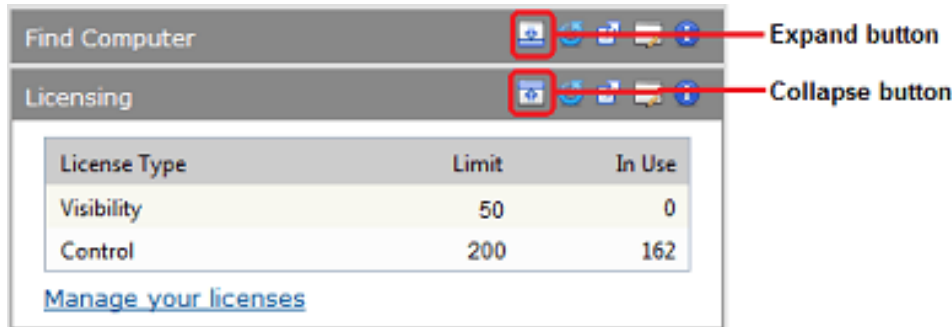 Find Computer Expand button
Licensing Collapse button
License Type Limit In Use
Visibility 50 0
Control 200 162
Manage your licenses